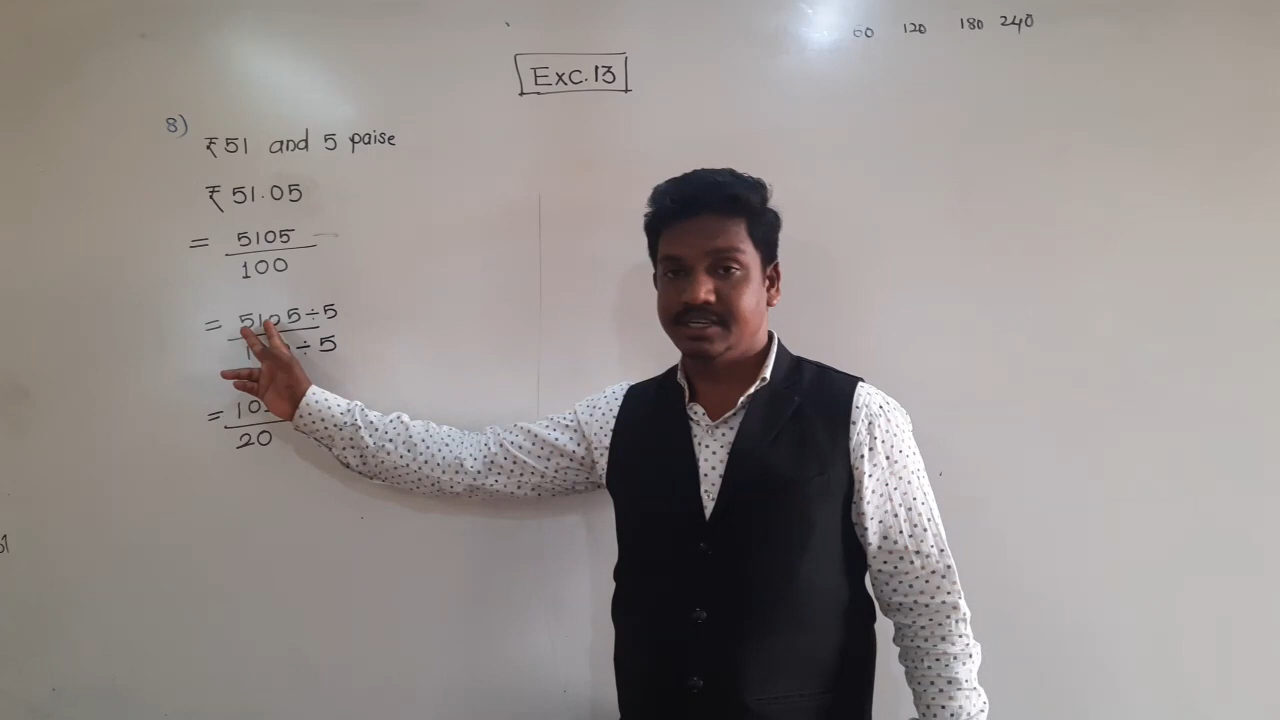 60 120 180 240
Exc.13
8)
₹51 and 5 paise
₹51.05
= 5105
100
= 5105÷5
÷5
= 10
20